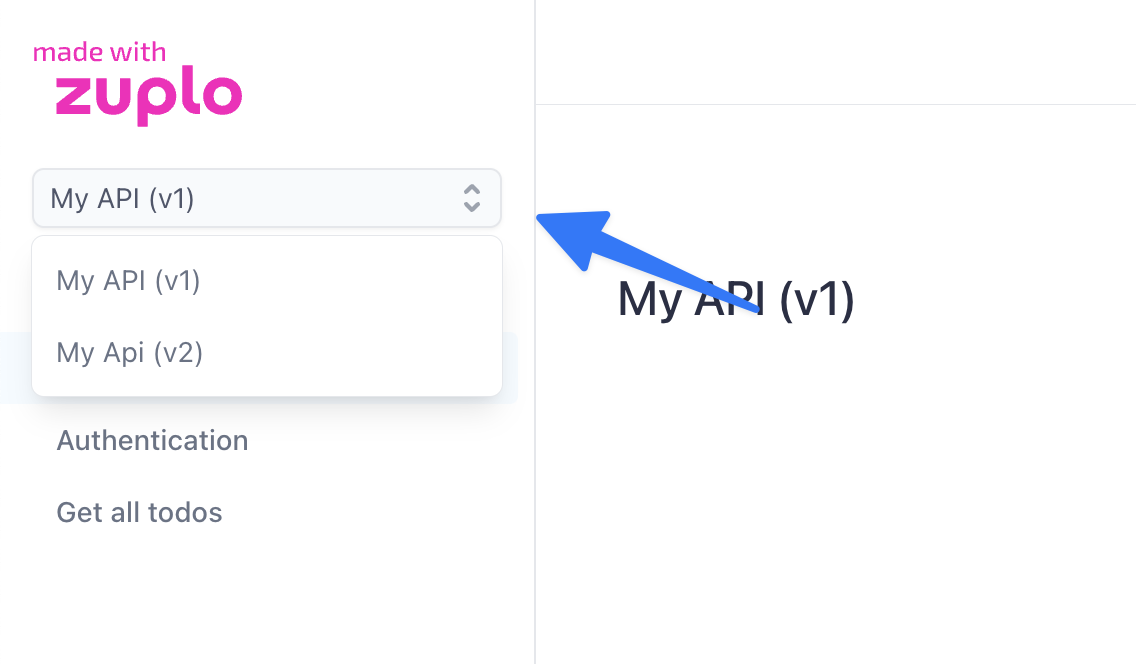 made with
zuplo
My API (v1)
My API (v1)
My Api (v2)
Authentication
Get all todos
My API (v1)